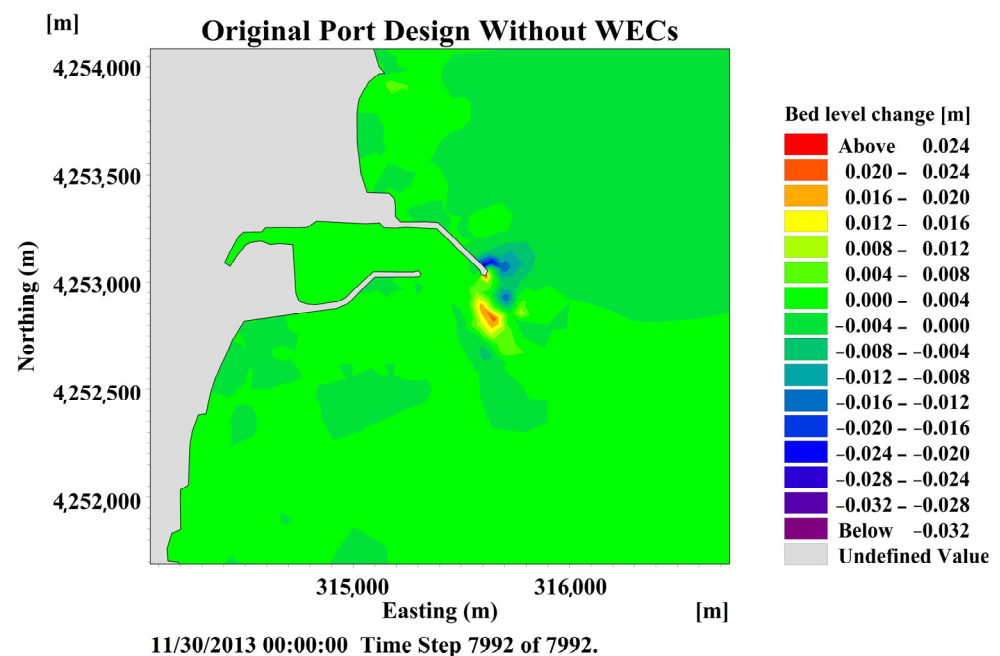 [m]
Original Port Design Without WECs
4,254,000
4,253,500
4,253,000
4,252,500
4,252,000
Northing (m)
315,000
316,000
Easting (m)
[m]
11/30/2013 00:00:00 Time Step 7992 of 7992.
Bed level change [m]
Above 0.024
0.020 – 0.024
0.016 – 0.020
0.012 – 0.016
0.008 – 0.012
0.004 – 0.008
0.000 – 0.004
−0.004 – 0.000
−0.008 – −0.004
−0.012 – −0.008
−0.016 – −0.012
−0.020 – −0.016
−0.024 – −0.020
−0.028 – −0.024
−0.032 – −0.028
Below −0.032
Undefined Value